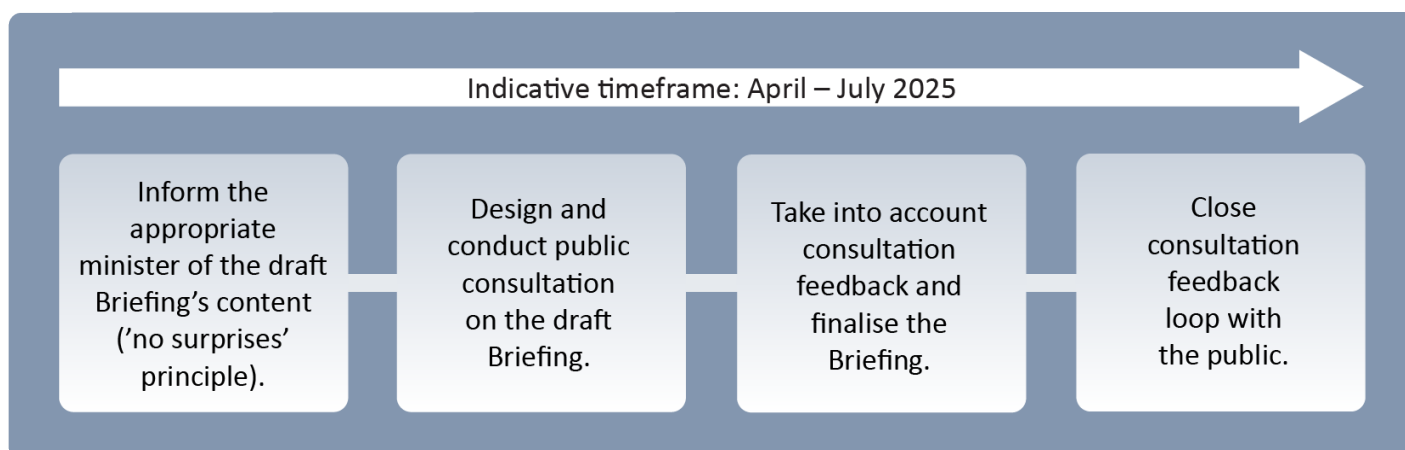 Indicative timeframe: April – July 2025
Inform the
appropriate
minister of the draft
Briefing’s content
(’no surprises’
principle).
Design and
conduct public
consultation
on the draft
Briefing.
Take into account
consultation
feedback and
finalise the
Briefing.
Close
consultation
feedback
loop with
the public.